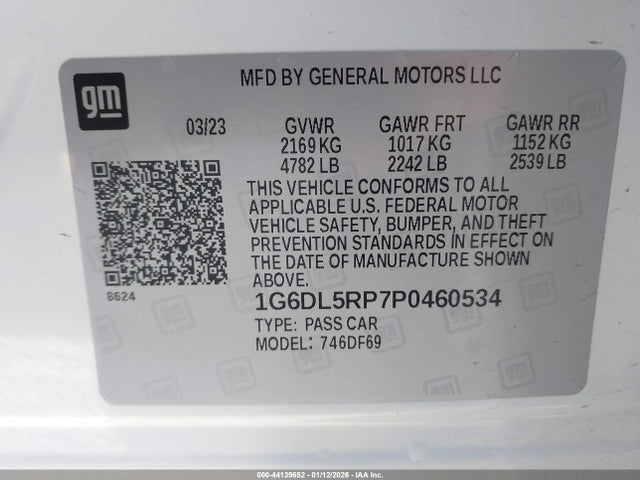 gm
MFD BY GENERAL MOTORS LLC
03/23 GVWR GAWR FRT GAWR RR
2169 KG 1017 KG 1152 KG
4782 LB 2242 LB 2539 LB
THIS VEHICLE CONFORMS TO ALL
APPLICABLE U.S. FEDERAL MOTOR
VEHICLE SAFETY, BUMPER, AND THEFT
PREVENTION STANDARDS IN EFFECT ON
THE DATE OF MANUFACTURE SHOWN
ABOVE.
8624
1G6DL5RP7P0460534
TYPE: PASS CAR
MODEL: 746DF69
000-44139652 - 01/12/2026 - IAA Inc.